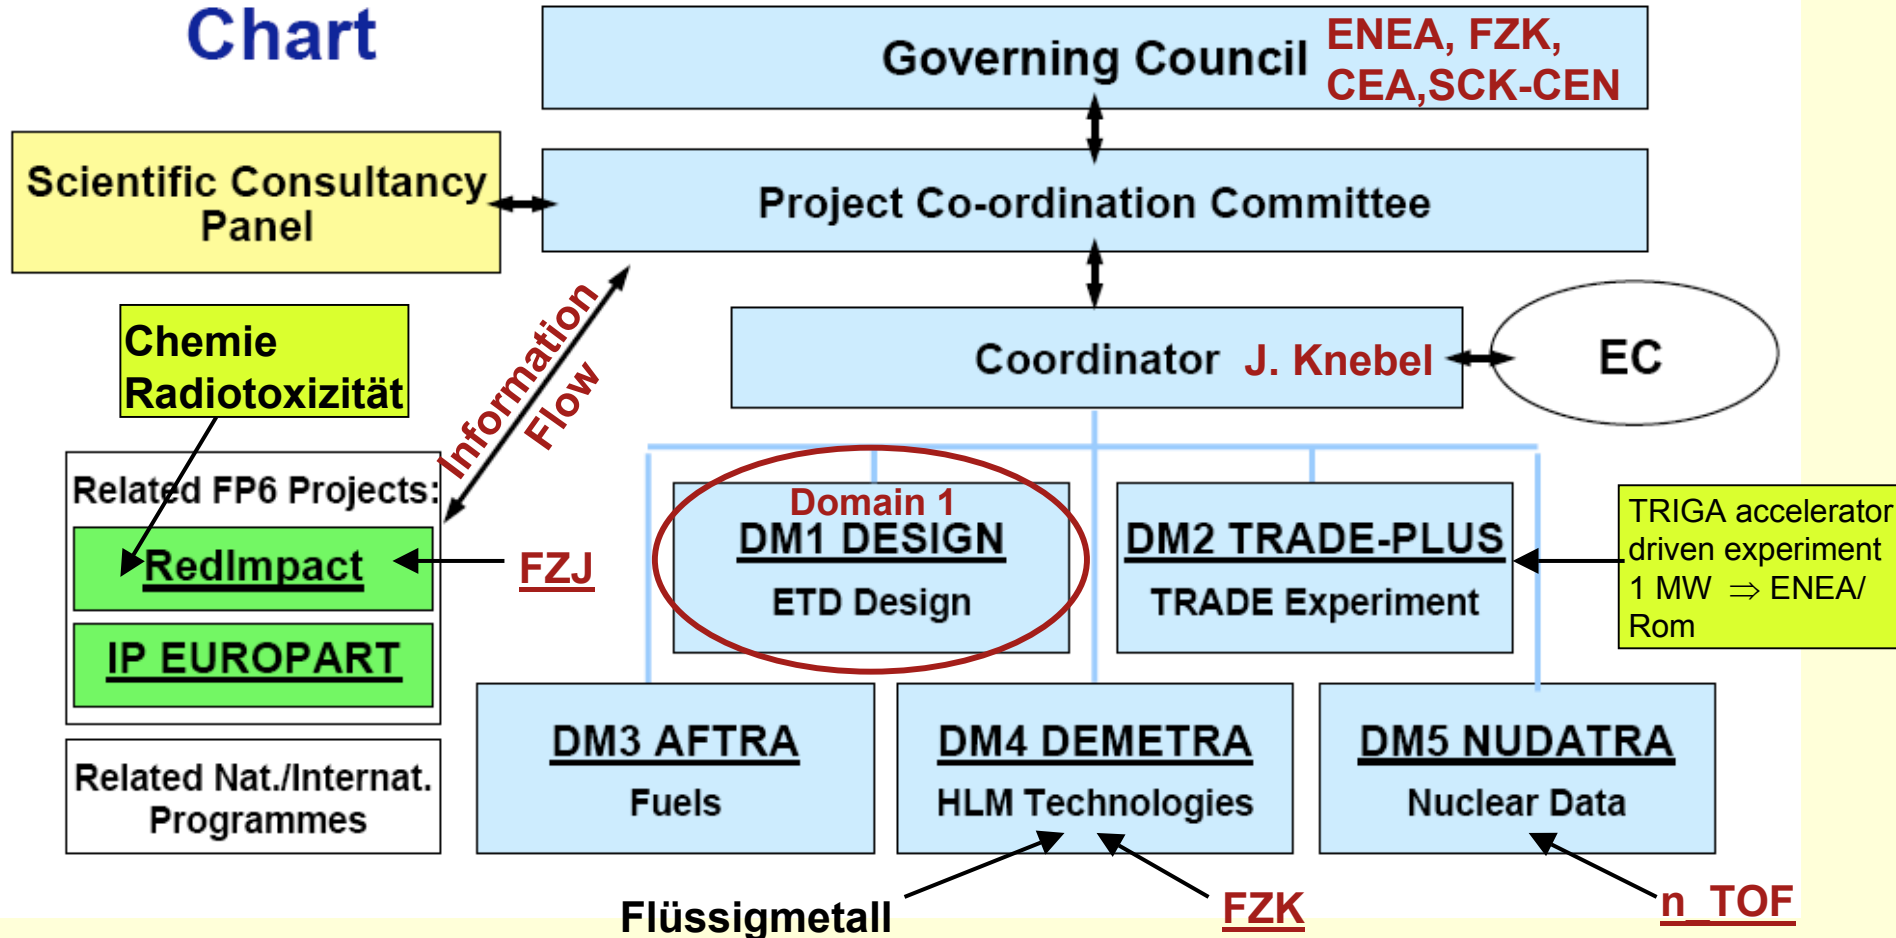 Chart
Governing Council
ENEA, FZK,
CEA,SCK-CEN
Scientific Consultancy
Panel
Project Co-ordination Committee
Information
Flow
Chemie
Radiotoxizität
Coordinator J. Knebel
EC
Related FP6 Projects:
RedImpact
FZJ
IP EUROPART
Related Nat./Internat.
Programmes
Domain 1
DM1 DESIGN
ETD Design
DM2 TRADE-PLUS
TRADE Experiment
TRIGA accelerator
driven experiment
1 MW ⇒ ENEA/
Rom
DM3 AFTRA
Fuels
DM4 DEMETRA
HLM Technologies
DM5 NUDATRA
Nuclear Data
Flüssigmetall
FZK
n_TOF